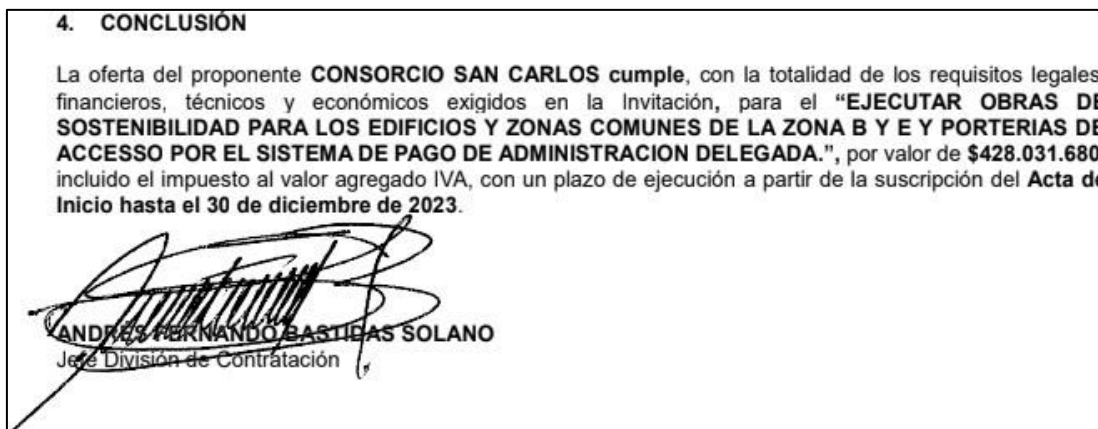 4. CONCLUSIÓN
La oferta del proponente CONSORCIO SAN CARLOS cumple, con la totalidad de los requisitos legales
financieros, técnicos y económicos exigidos en la Invitación, para el “EJECUTAR OBRAS DE
SOSTENIBILIDAD PARA LOS EDIFICIOS Y ZONAS COMUNES DE LA ZONA B Y E Y PORTERIAS DE
ACCESSO POR EL SISTEMA DE PAGO DE ADMINISTRACION DELEGADA.”, por valor de $428.031.680
incluido el impuesto al valor agregado IVA, con un plazo de ejecución a partir de la suscripción del Acta de
Inicio hasta el 30 de diciembre de 2023.
ANDRES FERNANDO BASTIDAS SOLANO
Jefe División de Contratación